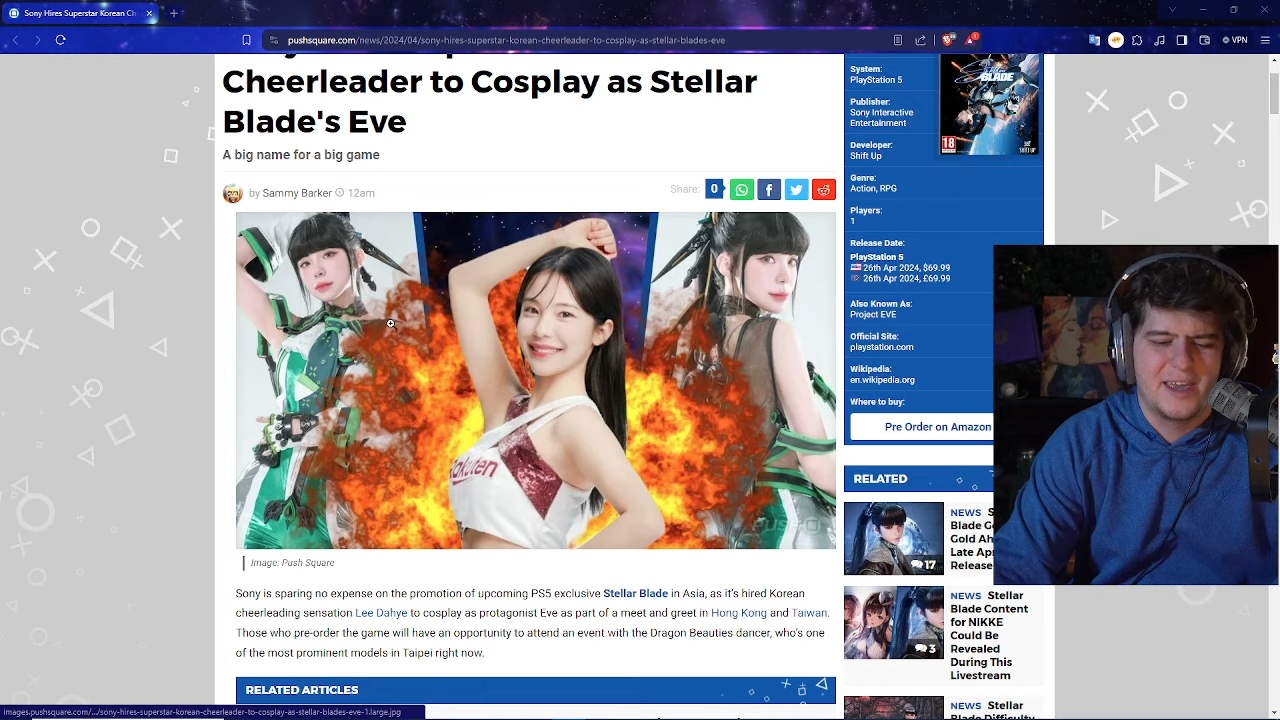 Sony Hires Superstar Korean Ch
pushsquare.com/news/2024/04/sony-hires-superstar-korean-cheerleader-to-cosplay-as-stellar-blades-eve
VPN
Cheerleader to Cosplay as Stellar
Blade's Eve
A big name for a big game
by Sammy Barker 12am
Share: 0
Rakuten
PUSH
Image: Push Square
Sony is sparing no expense on the promotion of upcoming PS5 exclusive Stellar Blade in Asia, as it's hired Korean
cheerleading sensation Lee Dahye to cosplay as protagonist Eve as part of a meet and greet in Hong Kong and Taiwan.
Those who pre-order the game will have an opportunity to attend an event with the Dragon Beauties dancer, who's one
of the most prominent models in Taipei right now.
RELATED ARTICLES
System:
PlayStation 5
Publisher:
Sony Interactive
Entertainment
Developer:
Shift Up
Genre:
Action, RPG
Players:
1
Release Date:
PlayStation 5
26th Apr 2024, $69.99
26th Apr 2024, £69.99
Also Known As:
Project EVE
Official Site:
playstation.com
Wikipedia:
en.wikipedia.org
Where to buy:
Pre Order on Amazon
BLADE
18
SHIFT UP
RELATED
NEWS S
Blade G
Gold Ah
Late Apr
Release
17
NEWS Stellar
Blade Content
for NIKKE
Could Be
Revealed
During This
Livestream
3
NEWS Stellar
Blade Difficulty
images.pushsquare.com/.../sony-hires-superstar-korean-cheerleader-to-cosplay-as-stellar-blades-eve-1.large.jpg